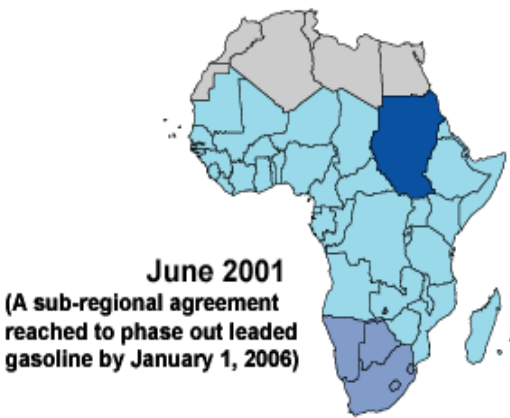 June 2001
(A sub-regional agreement
reached to phase out leaded
gasoline by January 1, 2006)